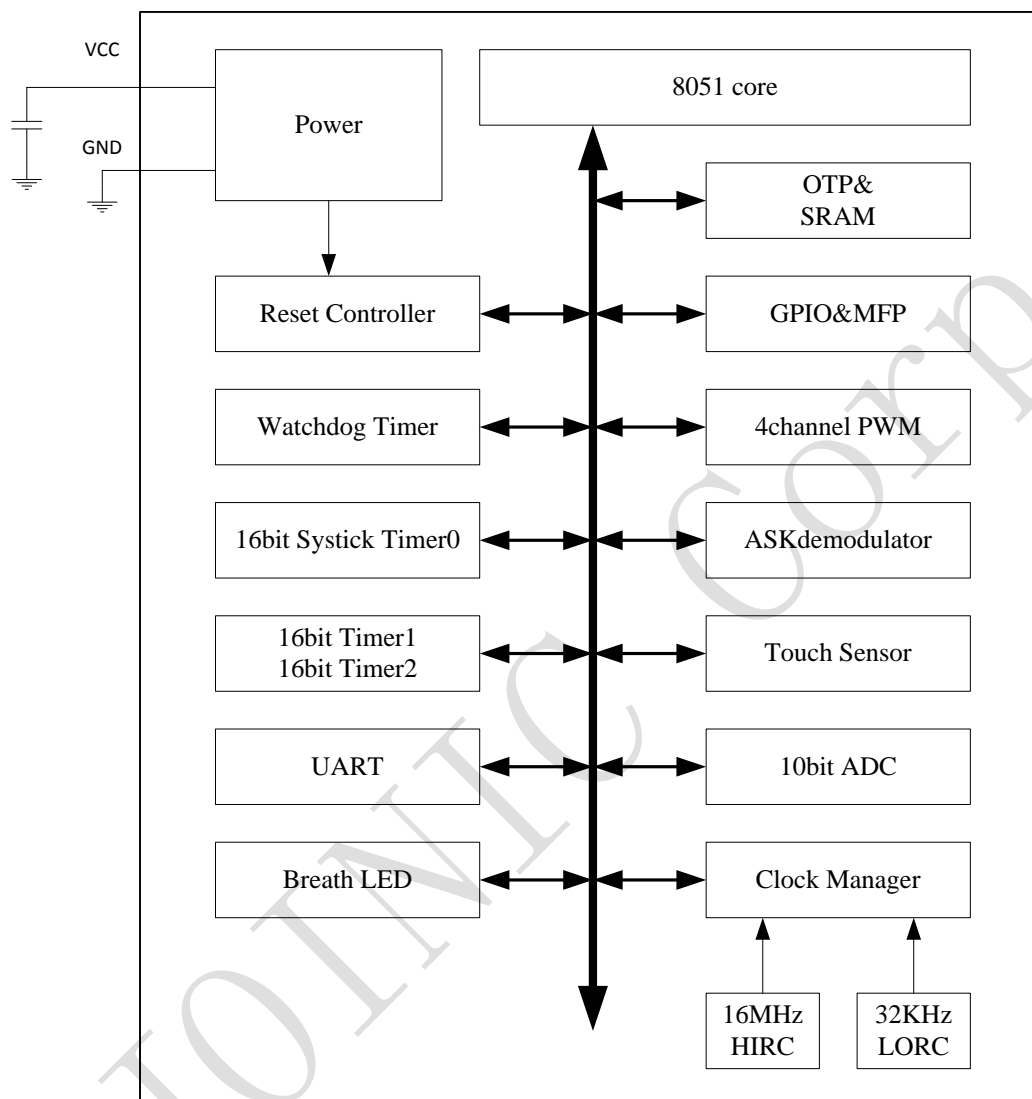 VCC
GND
Power
8051 core
OTP&
SRAM
Reset Controller
GPIO&MFP
Watchdog Timer
4channel PWM
16bit Systick Timer0
ASKdemodulator
16bit Timer1
16bit Timer2
Touch Sensor
UART
10bit ADC
Breath LED
Clock Manager
16MHz
HIRC
32KHz
LORC